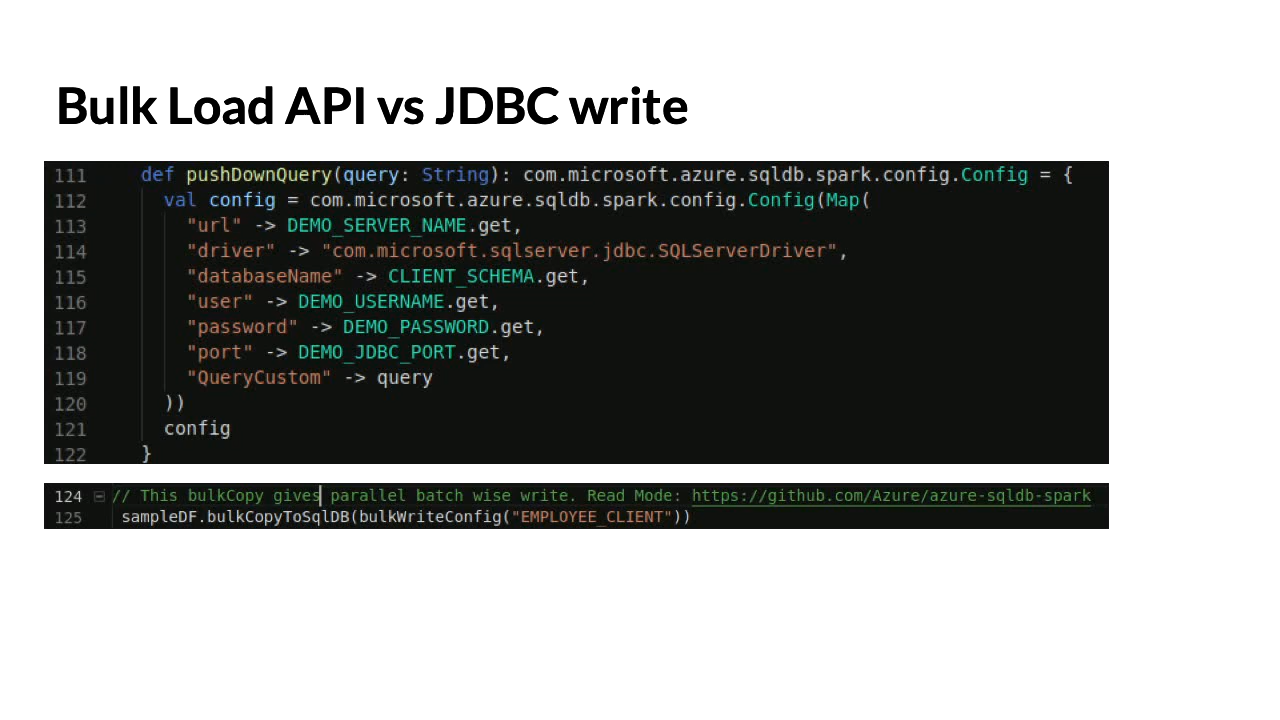 Bulk Load API vs JDBC write
111 def pushDownQuery(query: String): com.microsoft.azure.sqldb.spark.config.Config = {
112 val config = com.microsoft.azure.sqldb.spark.config.Config(Map(
113 "url" -> DEMO_SERVER_NAME.get,
114 "driver" -> "com.microsoft.sqlserver.jdbc.SQLServerDriver",
115 "databaseName" -> CLIENT_SCHEMA.get,
116 "user" -> DEMO_USERNAME.get,
117 "password" -> DEMO_PASSWORD.get,
118 "port" -> DEMO_JDBC_PORT.get,
119 "QueryCustom" -> query
120 ))
121 config
122 }
124 // This bulkCopy gives parallel batch wise write. Read Mode: https://github.com/Azure/azure-sqldb-spark
125 sampleDF.bulkCopyToSqlDB(bulkWriteConfig("EMPLOYEE_CLIENT"))